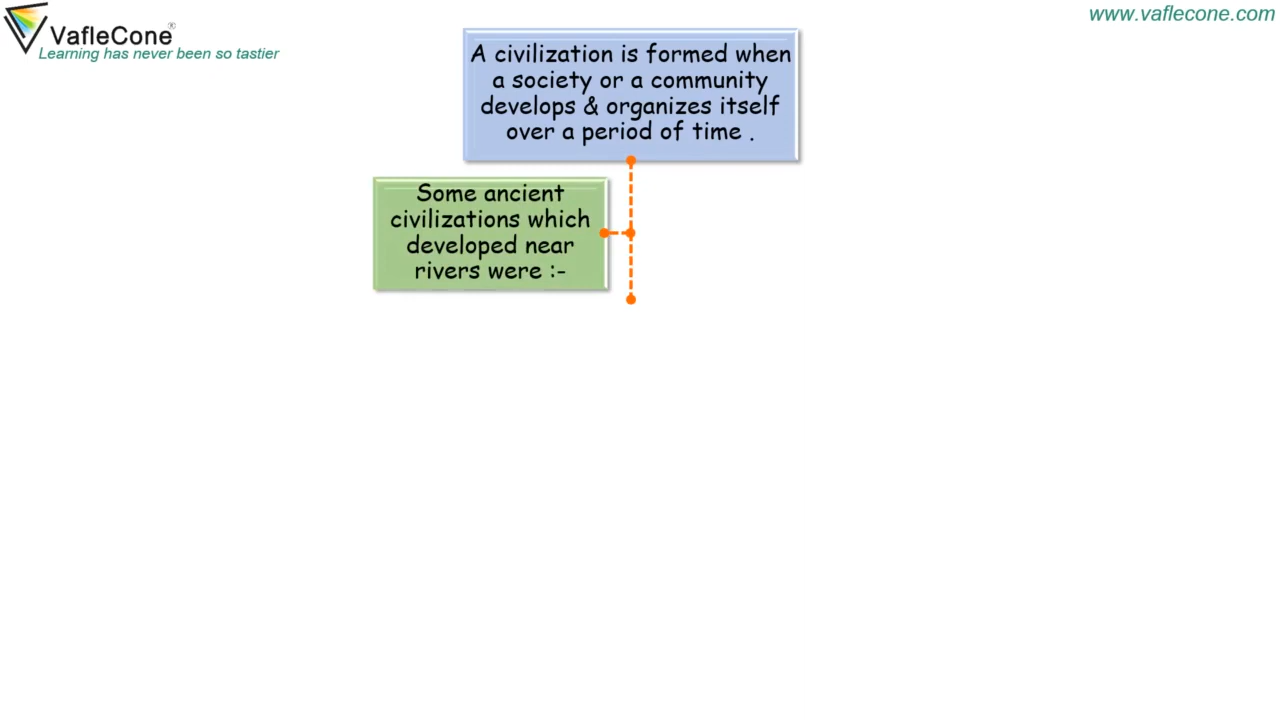 VafleCone®
Learning has never been so tastier
www.vaflecone.com
A civilization is formed when
a society or a community
develops & organizes itself
over a period of time .
Some ancient
civilizations which
developed near
rivers were :-